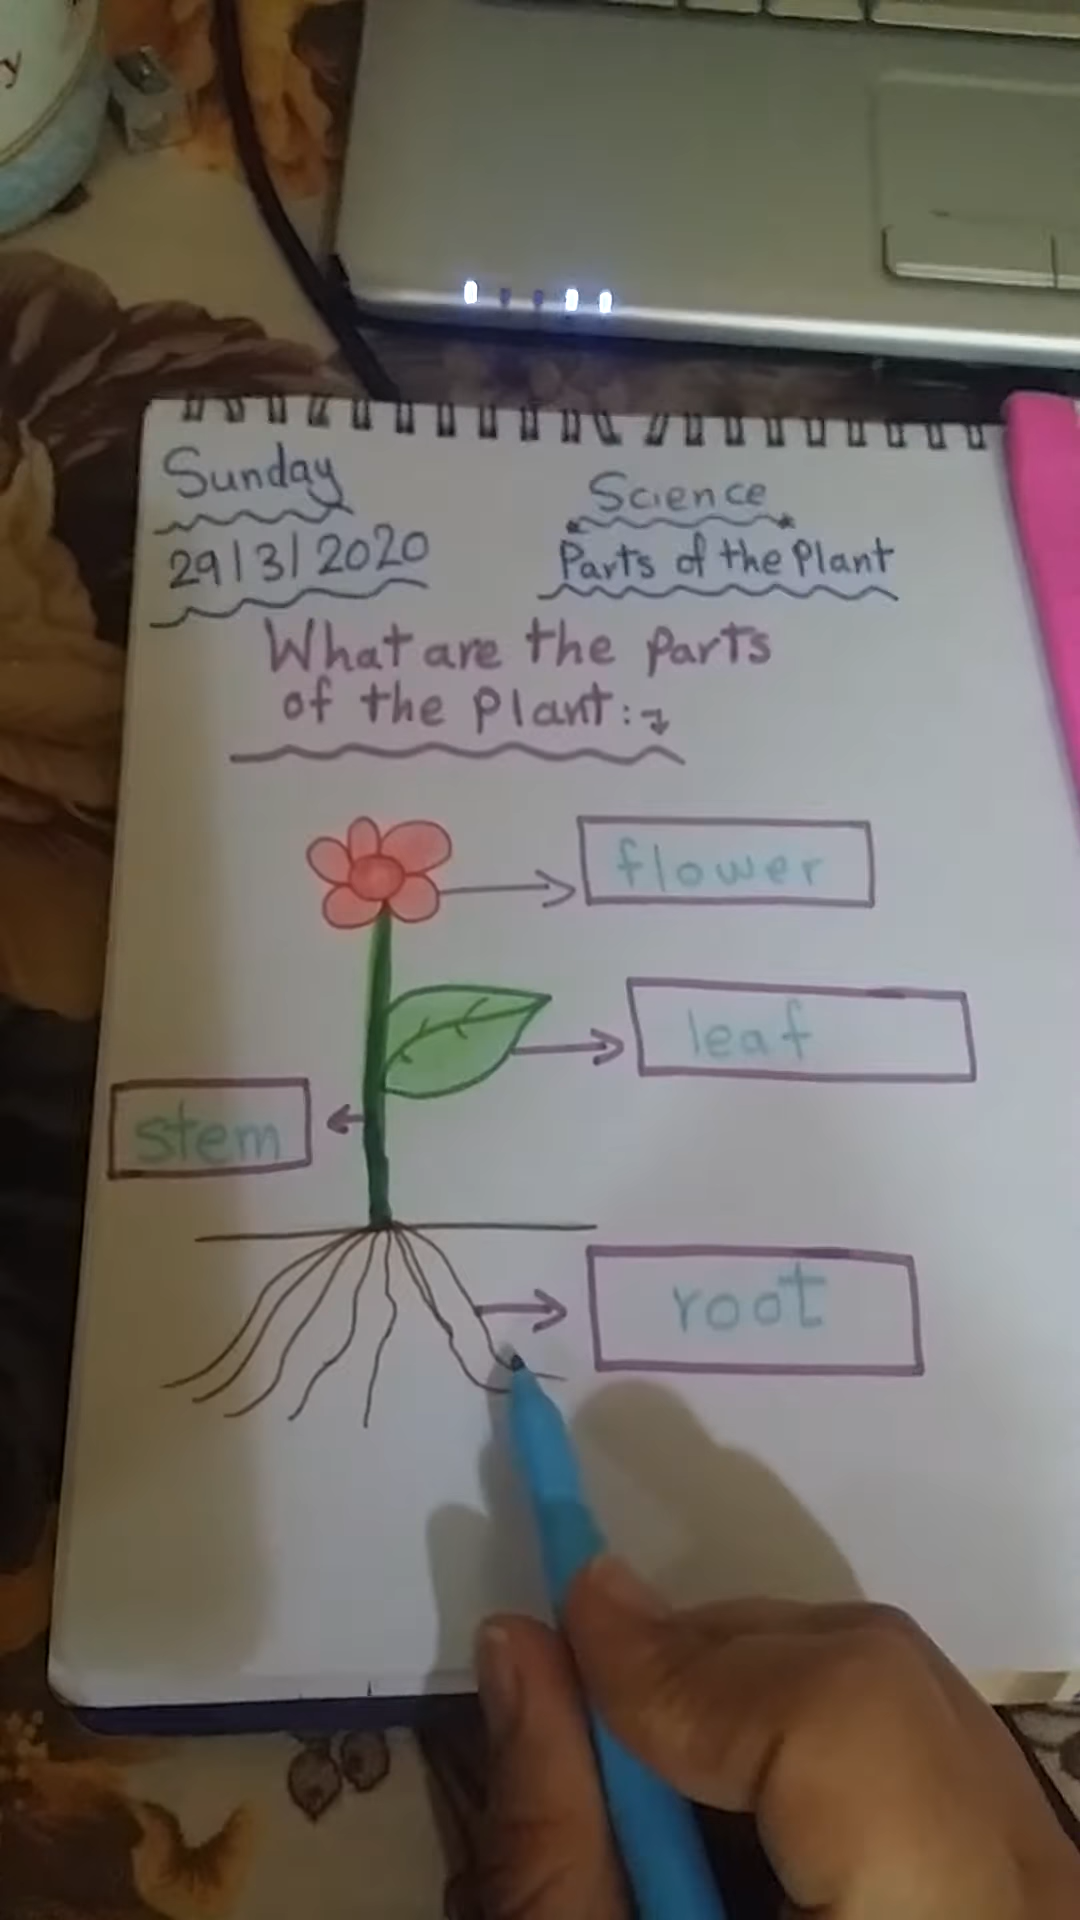 Sunday
29/3/2020
Science
Parts of the Plant
What are the parts
of the plant:
flower
leaf
stem
root
y